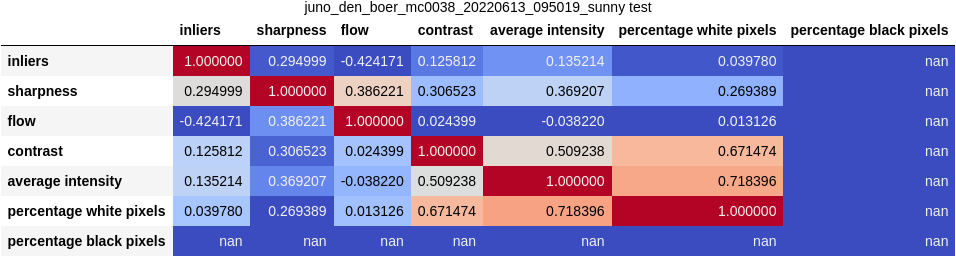 juno_den_boer_mc0038_20220613_095019_sunny test
inliers sharpness flow contrast average intensity percentage white pixels percentage black pixels
inliers 1.000000 0.294999 -0.424171 0.125812 0.135214 0.039780 nan
sharpness 0.294999 1.000000 0.386221 0.306523 0.369207 0.269389 nan
flow -0.424171 0.386221 1.000000 0.024399 -0.038220 0.013126 nan
contrast 0.125812 0.306523 0.024399 1.000000 0.509238 0.671474 nan
average intensity 0.135214 0.369207 -0.038220 0.509238 1.000000 0.718396 nan
percentage white pixels 0.039780 0.269389 0.013126 0.671474 0.718396 1.000000 nan
percentage black pixels nan nan nan nan nan nan nan